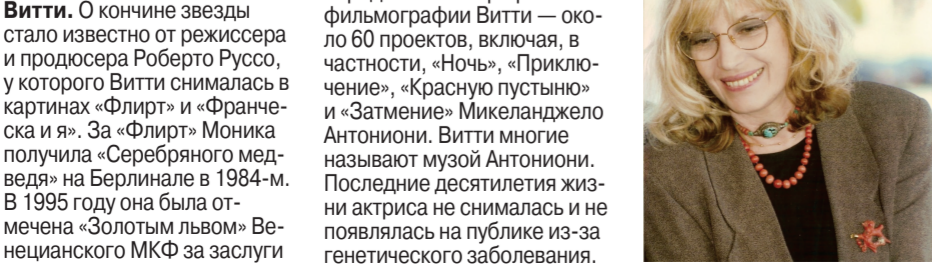 Витти. О кончине звезды
стало известно от режиссера
и продюсера Роберто Руссо,
у которого Витти снималась в
картинах «Флирт» и «Франче-
ска и я». За «Флирт» Моника
получила «Серебряного мед-
ведя» на Берлинале в 1984-м.
В 1995 году она была от-
мечена «Золотым львом» Ве-
нецианского МКФ за заслуги
фильмографии Витти — око-
ло 60 проектов, включая, в
частности, «Ночь», «Приклю-
чение», «Красную пустыню»
и «Затмение» Микеланджело
Антониони. Витти многие
называют музой Антониони.
Последние десятилетия жиз-
ни актриса не снималась и не
появлялась на публике из-за
генетического заболевания.